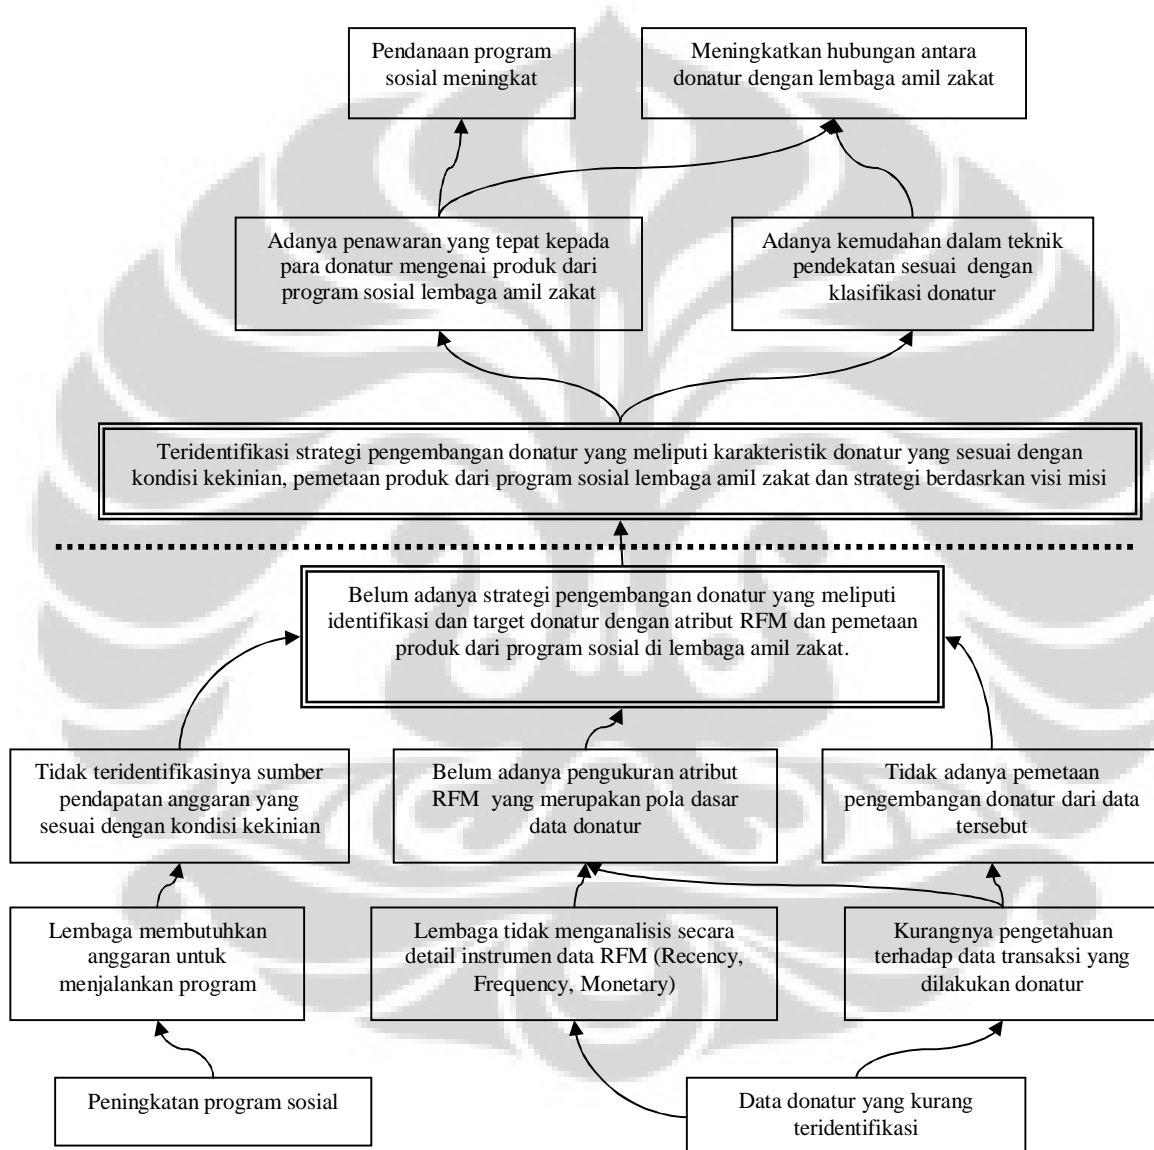 Pendanaan program
sosial meningkat
Meningkatkan hubungan antara
donatur dengan lembaga amil zakat
Adanya penawaran yang tepat kepada
para donatur mengenai produk dari
program sosial lembaga amil zakat
Adanya kemudahan dalam teknik
pendekatan sesuai dengan
klasifikasi donatur
Teridentifikasi strategi pengembangan donatur yang meliputi karakteristik donatur yang sesuai dengan
kondisi kekinian, pemetaan produk dari program sosial lembaga amil zakat dan strategi berdasrkan visi misi
Belum adanya strategi pengembangan donatur yang meliputi
identifikasi dan target donatur dengan atribut RFM dan pemetaan
produk dari program sosial di lembaga amil zakat.
Tidak teridentifikasinya sumber
pendapatan anggaran yang
sesuai dengan kondisi kekinian
Belum adanya pengukuran atribut
RFM yang merupakan pola dasar
data donatur
Tidak adanya pemetaan
pengembangan donatur dari data
tersebut
Lembaga membutuhkan
anggaran untuk
menjalankan program
Lembaga tidak menganalisis secara
detail instrumen data RFM (Recency,
Frequency, Monetary)
Kurangnya pengetahuan
terhadap data transaksi yang
dilakukan donatur
Peningkatan program sosial
Data donatur yang kurang
teridentifikasi